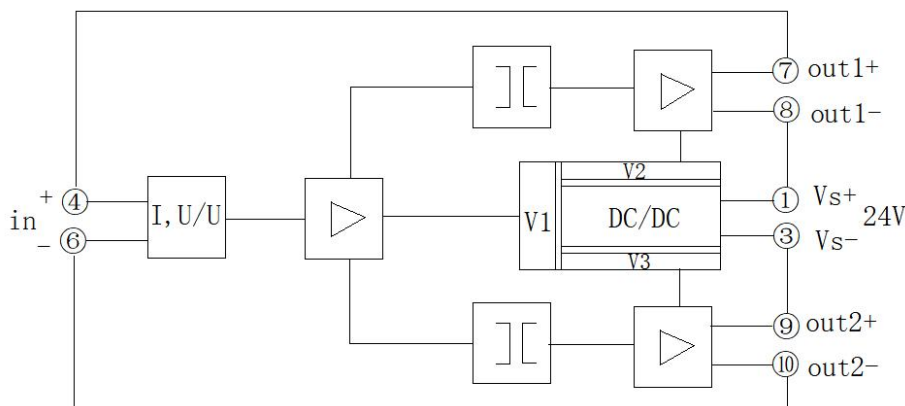 ⑦ out1+
⑧ out1-
V2
+ ④
in
- ⑥
I, U/U
V1
DC/DC
① Vs+
24V
③ Vs-
V3
⑨ out2+
⑩ out2-